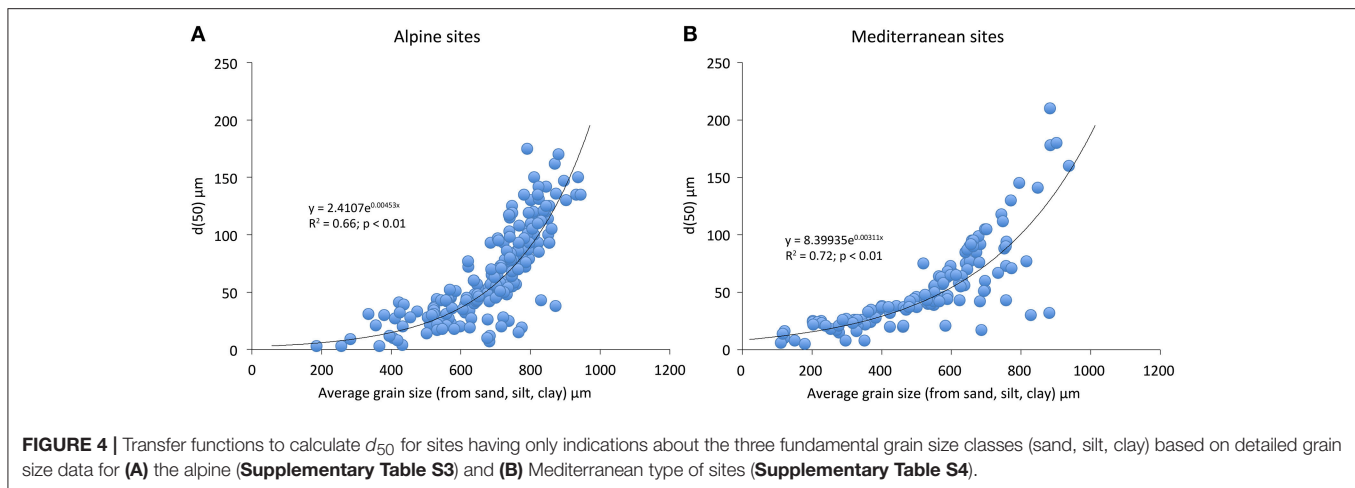 A
Alpine sites
250
200
150
100
50
0
d(50) µm
y = 2.4107e^0.00453x
R² = 0.66; p < 0.01
0 200 400 600 800 1000 1200
Average grain size (from sand, silt, clay) µm
B
Mediterranean sites
250
200
150
100
50
0
d(50) µm
y = 8.39935e^0.00311x
R² = 0.72; p < 0.01
0 200 400 600 800 1000 1200
Average grain size (from sand, silt, clay) µm
FIGURE 4 | Transfer functions to calculate d50 for sites having only indications about the three fundamental grain size classes (sand, silt, clay) based on detailed grain
size data for (A) the alpine (Supplementary Table S3) and (B) Mediterranean type of sites (Supplementary Table S4).